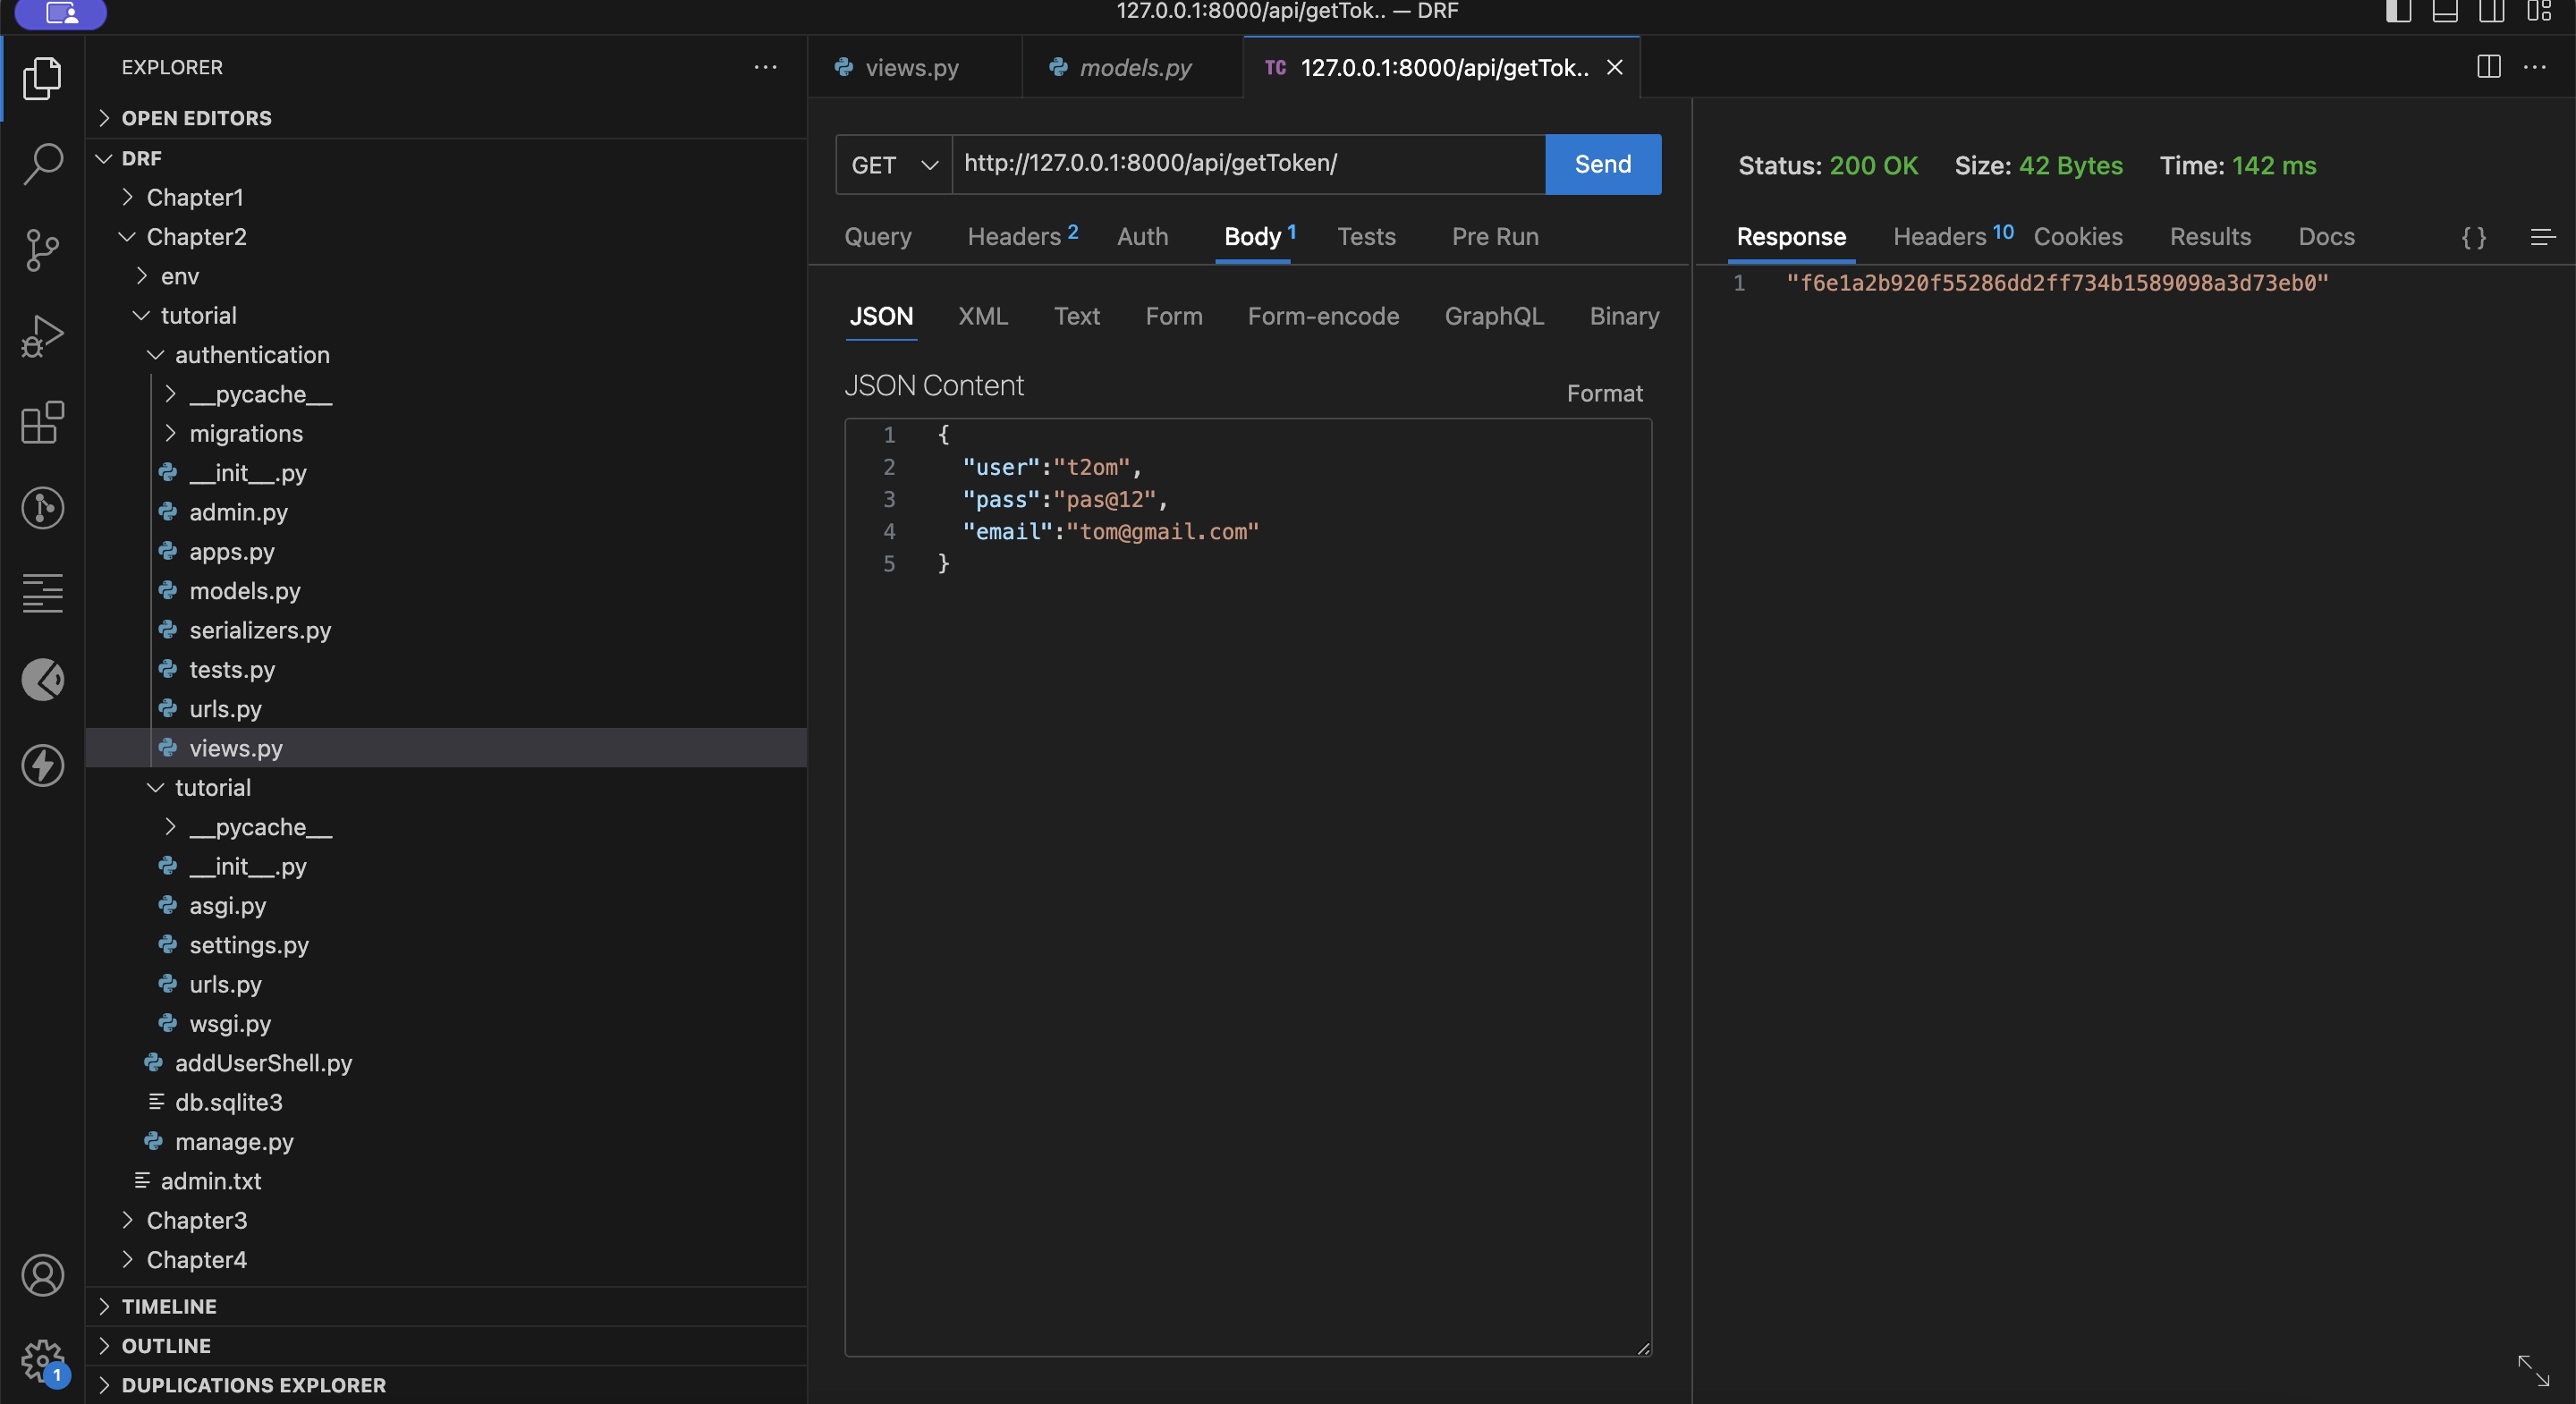 127.0.0.1:8000/api/getTok.. — DRF
EXPLORER
OPEN EDITORS
DRF
Chapter1
Chapter2
env
tutorial
authentication
__pycache__
migrations
__init__.py
admin.py
apps.py
models.py
serializers.py
tests.py
urls.py
views.py
tutorial
__pycache__
__init__.py
asgi.py
settings.py
urls.py
wsgi.py
addUserShell.py
db.sqlite3
manage.py
admin.txt
Chapter3
Chapter4
TIMELINE
OUTLINE
DUPLICATIONS EXPLORER
1
views.py
models.py
TC 127.0.0.1:8000/api/getTok..
GET http://127.0.0.1:8000/api/getToken/ Send
Query Headers 2 Auth Body 1 Tests Pre Run
JSON XML Text Form Form-encode GraphQL Binary
JSON Content
Format
1 {
2 "user":"t2om",
3 "pass":"pas@12",
4 "email":"tom@gmail.com"
5 }
Status: 200 OK Size: 42 Bytes Time: 142 ms
Response Headers 10 Cookies Results Docs { }
1 "f6e1a2b920f55286dd2ff734b1589098a3d73eb0"